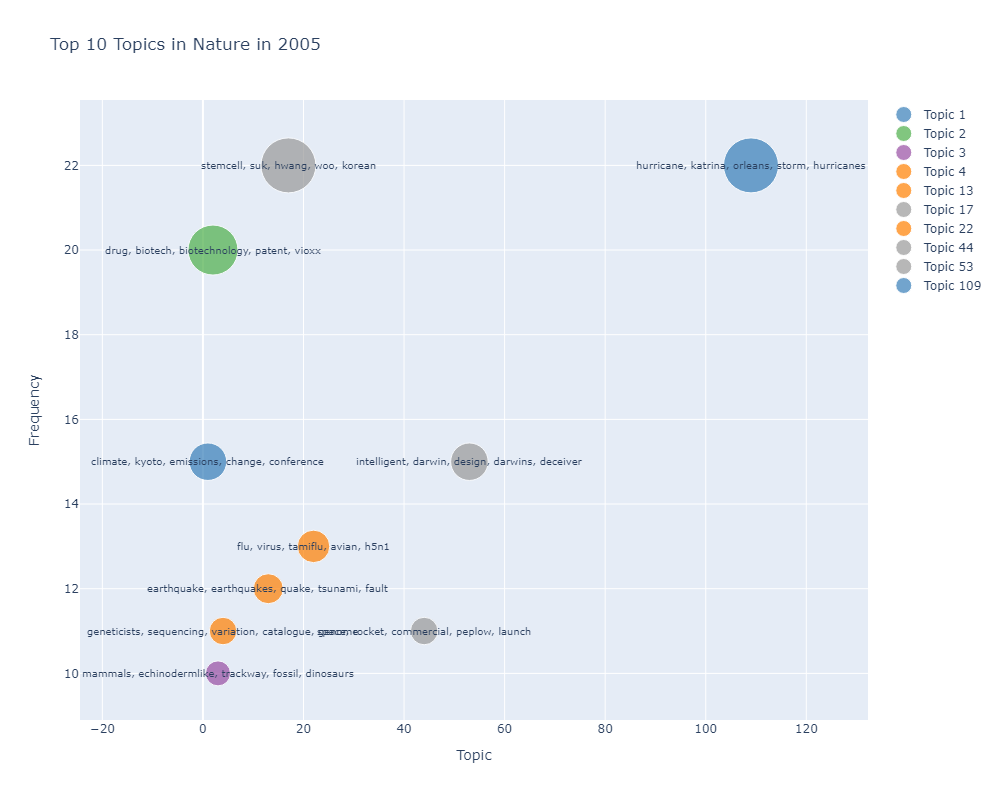 Top 10 Topics in Nature in 2005
Topic 1
Topic 2
Topic 3
Topic 4
Topic 13
Topic 17
Topic 22
Topic 44
Topic 53
Topic 109
22
stemcell, suk, hwang, woo, korean
hurricane, katrina, orleans, storm, hurricanes
20
drug, biotech, biotechnology, patent, vioxx
18
16
Frequency
climate, kyoto, emissions, change, conference
intelligent, darwin, design, darwins, deceiver
14
flu, virus, tamiflu, avian, h5n1
12
earthquake, earthquakes, quake, tsunami, fault
geneticists, sequencing, variation, catalogue, genome
space, rocket, commercial, peplow, launch
10
mammals, echinodermlike, trackway, fossil, dinosaurs
−20
0
20
40
60
80
100
120
Topic